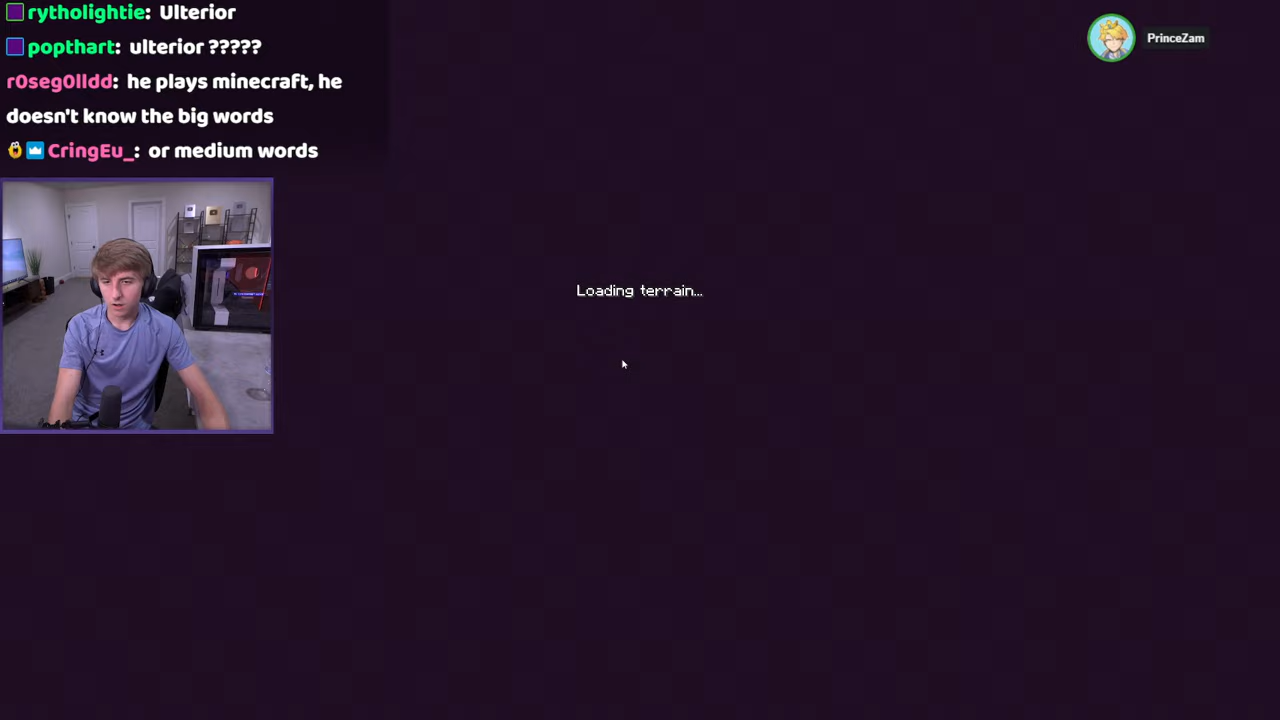 rytholightie: Ulterior
popthart: ulterior ?????
r0seg0lldd: he plays minecraft, he
doesn't know the big words
CringEu_: or medium words
PrinceZam
Loading terrain...